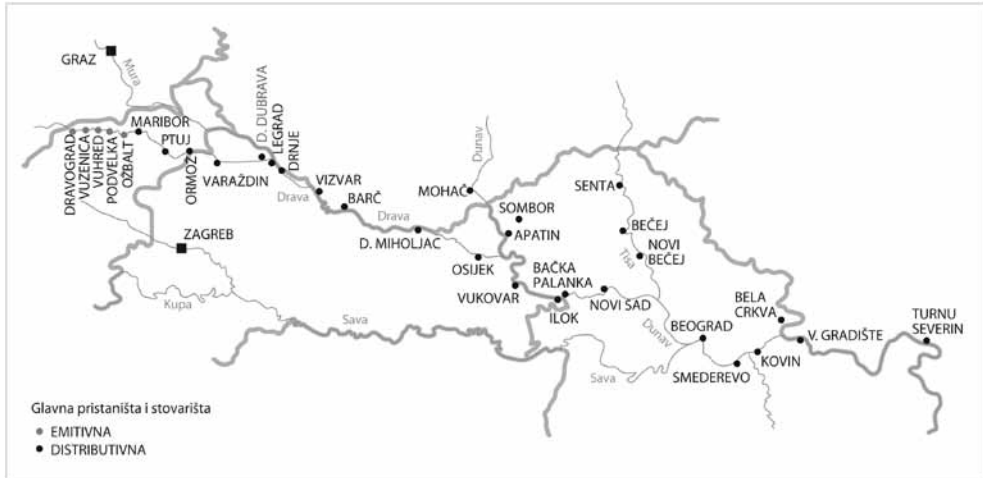 GRAZ
Mura
DRAVOGRAD
VUZENICA
VUHRED
PODVELKA
OŽBALT
MARIBOR
PTUJ
ORMOŽ
VARAŽDIN
D. DUBRAVA
LEGRAD
DRNJE
Drava
VIZVAR
BARČ
Drava
D. MIHOLJAC
OSIJEK
MOHAČ
Dunav
SOMBOR
APATIN
VUKOVAR
BAČKA
PALANKA
ILOK
NOVI SAD
SENTA
BEČEJ
NOVI
BEČEJ
Tisa
Dunav
BEOGRAD
SMEDEREVO
KOVIN
BELA
CRKVA
V. GRADIŠTE
TURNU
SEVERIN
ZAGREB
Kupa
Sava
Sava
Glavna pristaništa i stovarišta
EMITIVNA
DISTRIBUTIVNA